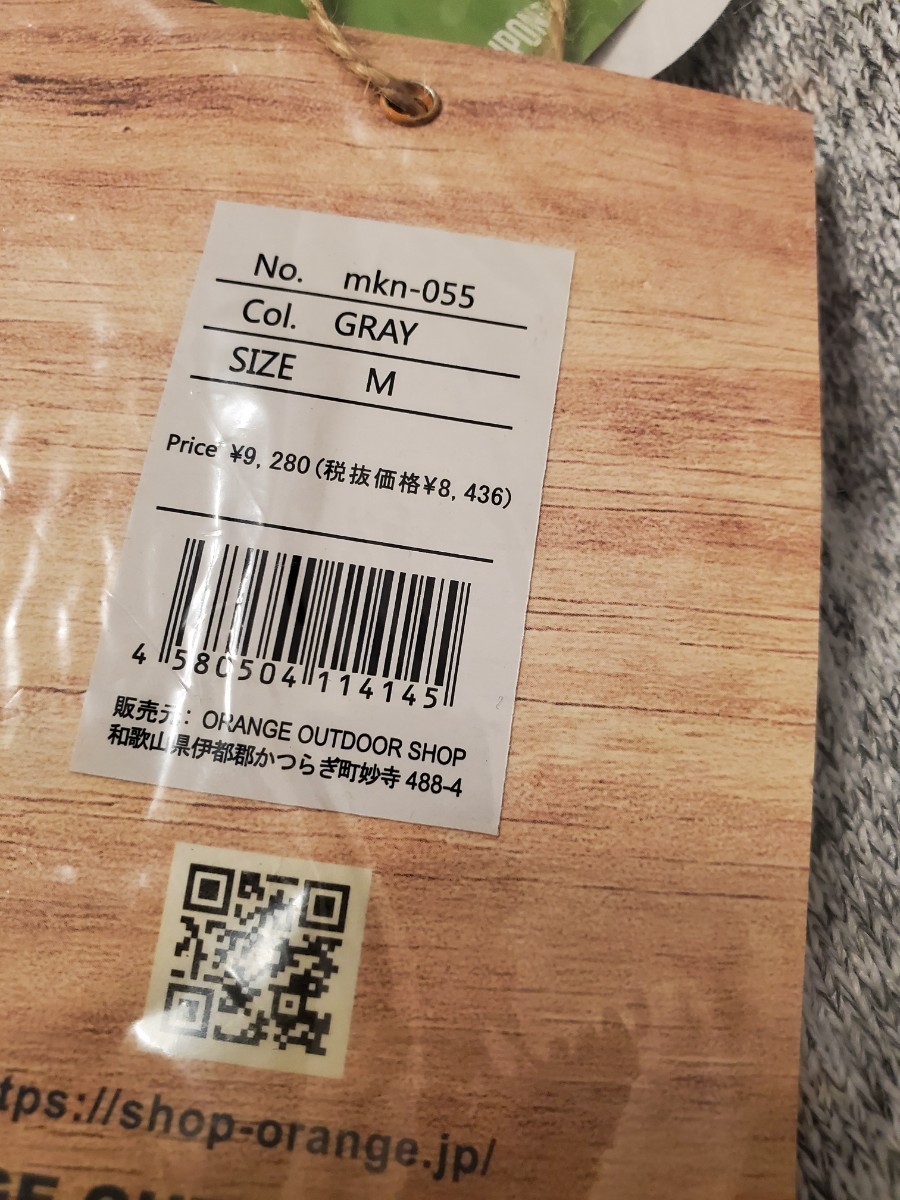 No. mkn-055
Col. GRAY
SIZE M
Price ¥9,280(税抜価格¥8,436)
4 580504 114145
販売元: ORANGE OUTDOOR SHOP
和歌山県伊都郡かつらぎ町妙寺 488-4
tps://shop-orange.jp/